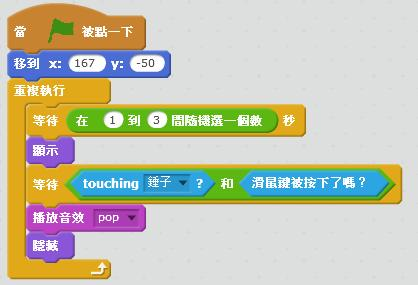 當 被點一下
移到 x: 167 y: -50
重複執行
等待 在 1 到 3 間隨機選一個數 秒
顯示
等待 touching 錘子 ? 和 滑鼠鍵被按下了嗎?
播放音效 pop
隱藏